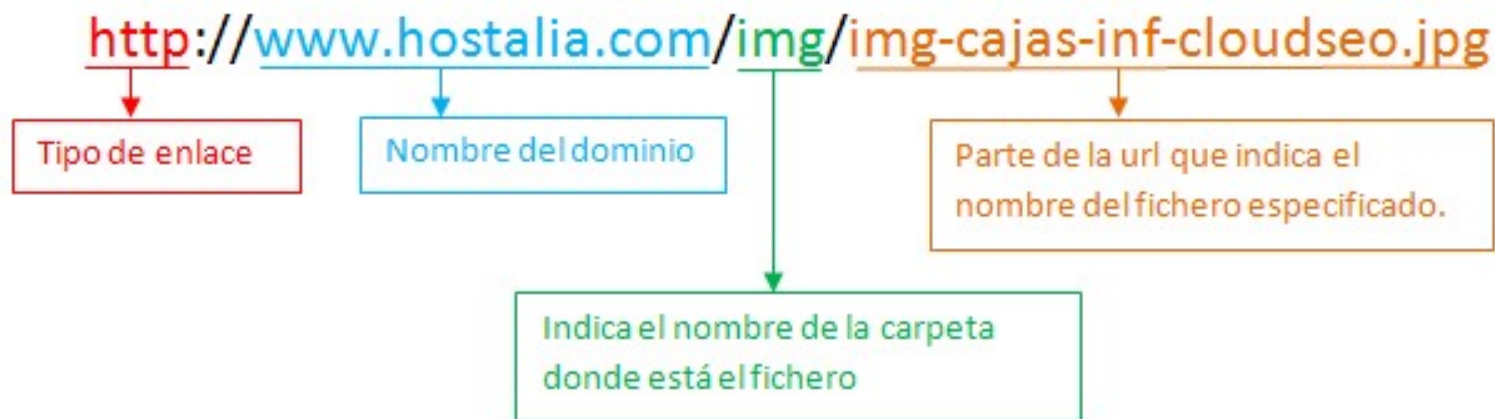 http://www.hostalia.com/img/img-cajas-inf-cloudseo.jpg
Tipo de enlace
Nombre del dominio
Parte de la url que indica el
nombre del fichero especificado.
Indica el nombre de la carpeta
donde está el fichero